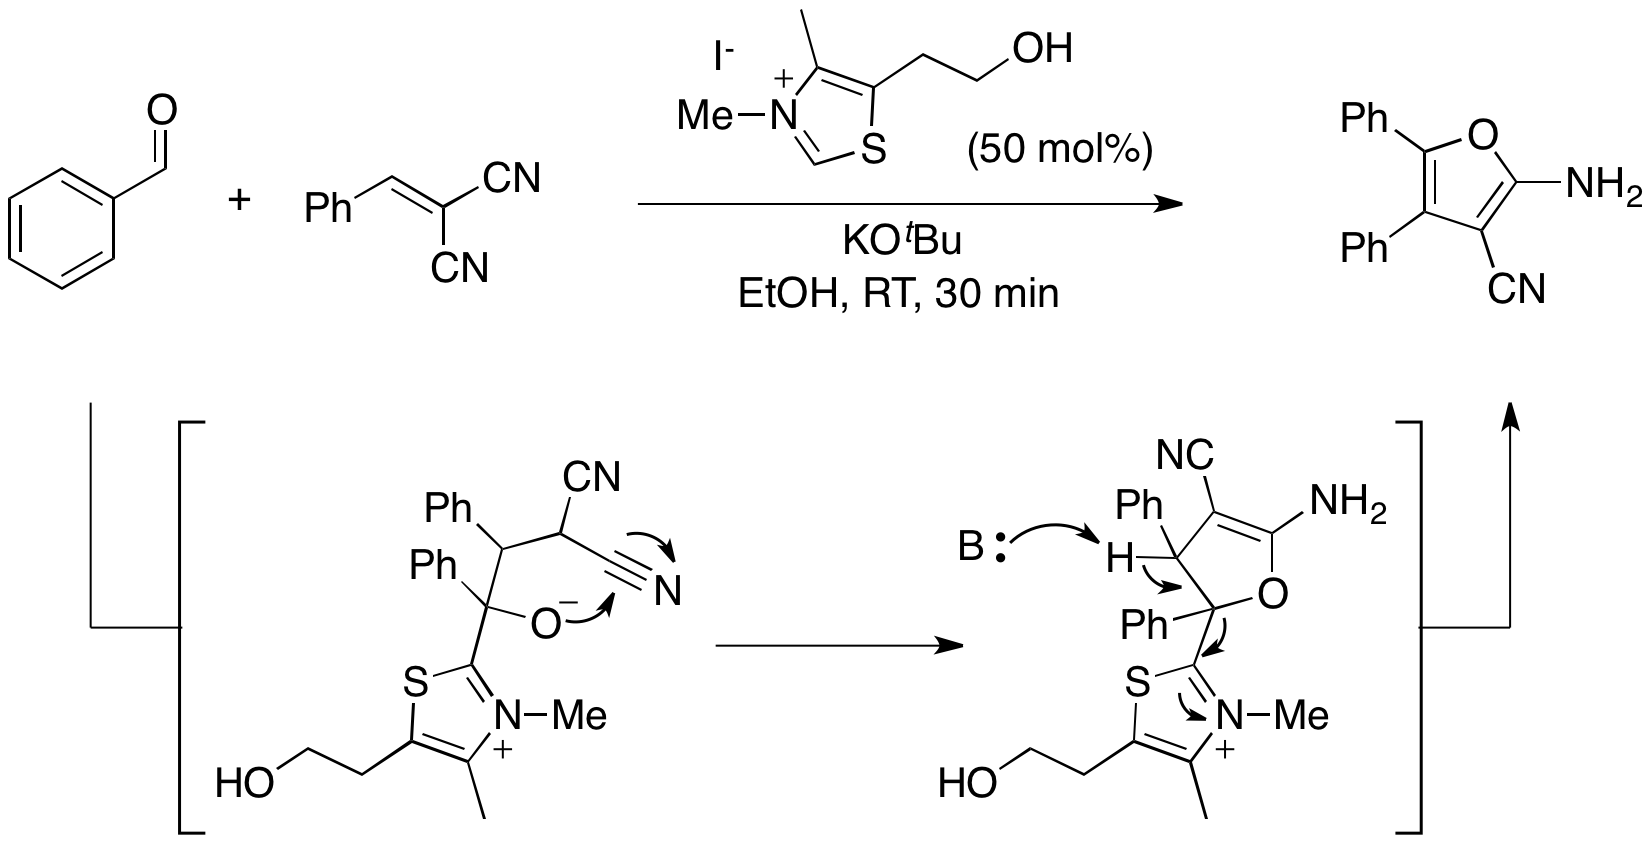 O
+
Ph
CN
CN
I-
+
Me
N
S
OH
(50 mol%)
KOtBu
EtOH, RT, 30 min
Ph
O
NH2
Ph
CN
CN
Ph
Ph
N
O
−
S
N
Me
+
HO
NC
Ph
NH2
B:
H
O
Ph
S
N
Me
+
HO